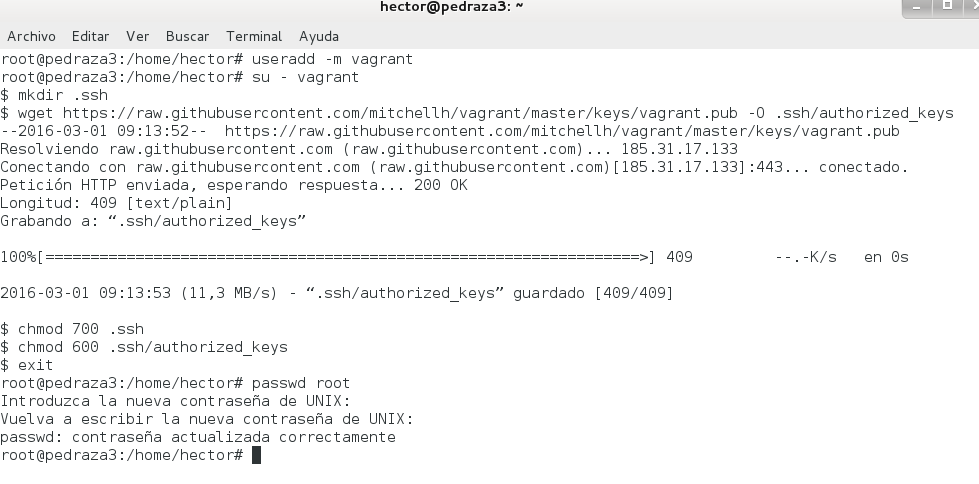 hector@pedraza3: ~
Archivo Editar Ver Buscar Terminal Ayuda
root@pedraza3:/home/hector# useradd -m vagrant
root@pedraza3:/home/hector# su - vagrant
$ mkdir .ssh
$ wget https://raw.githubusercontent.com/mitchellh/vagrant/master/keys/vagrant.pub -O .ssh/authorized_keys
--2016-03-01 09:13:52--  https://raw.githubusercontent.com/mitchellh/vagrant/master/keys/vagrant.pub
Resolviendo raw.githubusercontent.com (raw.githubusercontent.com)... 185.31.17.133
Conectando con raw.githubusercontent.com (raw.githubusercontent.com)[185.31.17.133]:443... conectado.
Petición HTTP enviada, esperando respuesta... 200 OK
Longitud: 409 [text/plain]
Grabando a: “.ssh/authorized_keys”
100%[==================================================================>] 409         --.-K/s   en 0s
2016-03-01 09:13:53 (11,3 MB/s) - “.ssh/authorized_keys” guardado [409/409]
$ chmod 700 .ssh
$ chmod 600 .ssh/authorized_keys
$ exit
root@pedraza3:/home/hector# passwd root
Introduzca la nueva contraseña de UNIX:
Vuelva a escribir la nueva contraseña de UNIX:
passwd: contraseña actualizada correctamente
root@pedraza3:/home/hector#